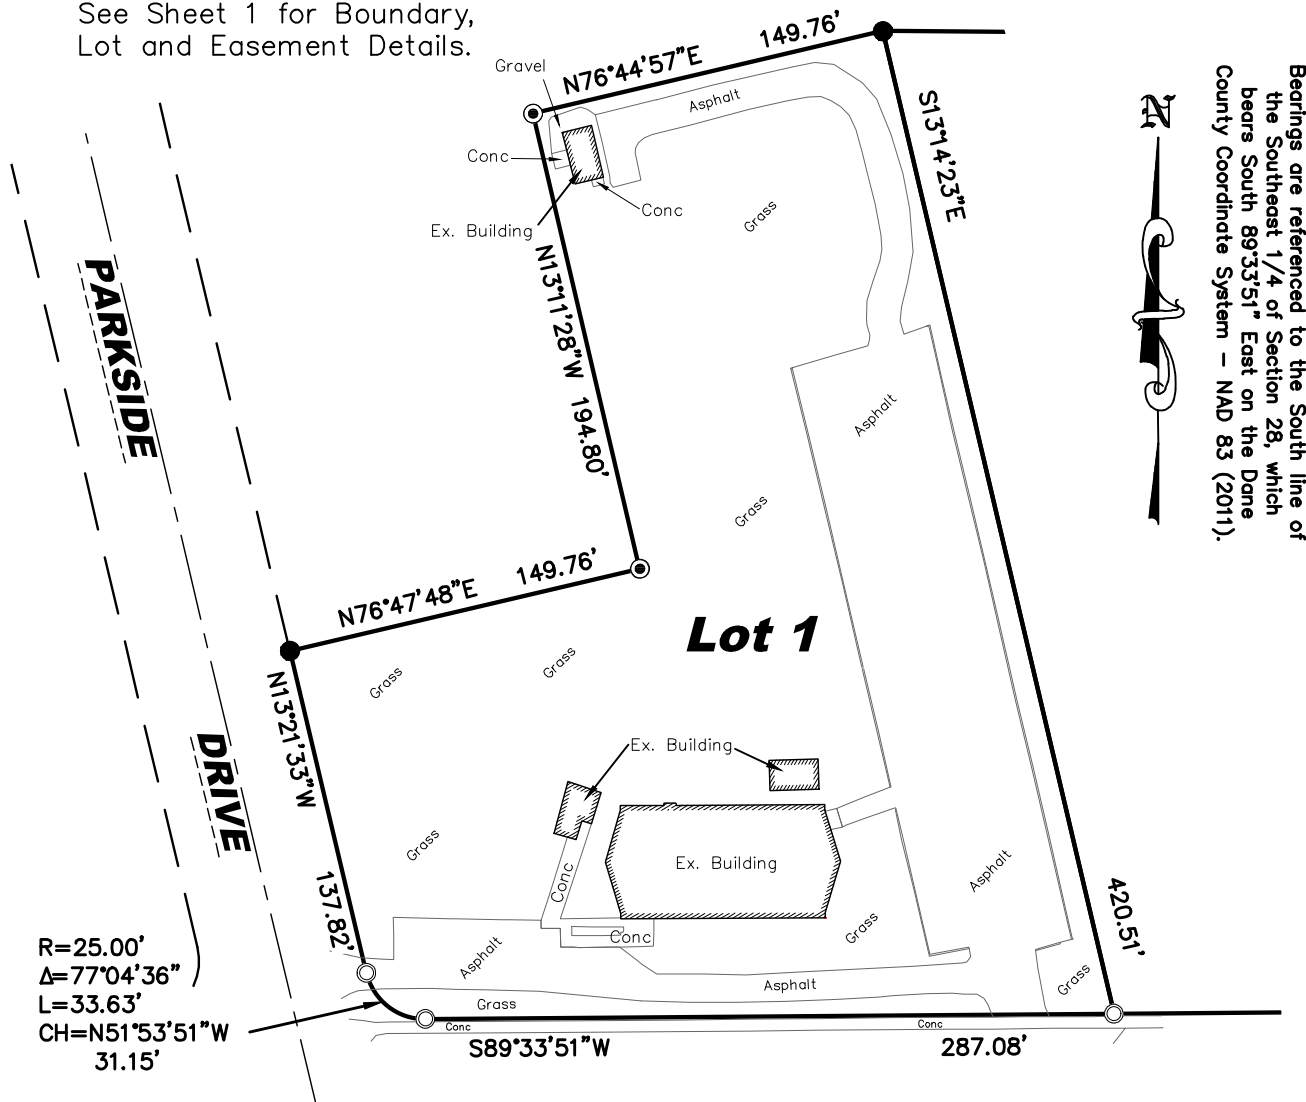 See Sheet 1 for Boundary,
Lot and Easement Details.
N76°44'57"E 149.76'
Gravel
Asphalt
Conc
Conc
Ex. Building
Grass
S13°14'23"E
N
Bearings are referenced to the South line of
the Southeast 1/4 of Section 28, which
bears South 89°33'51" East on the Dane
County Coordinate System - NAD 83 (2011).
N13°11'28"W 194.80'
PARKSIDE
Asphalt
Grass
N76°47'48"E 149.76'
Lot 1
Grass
Grass
N13°21'33"W
DRIVE
Ex. Building
Grass
Conc
Ex. Building
Asphalt
137.82'
420.51'
Grass
Conc
Asphalt
Asphalt
Grass
Grass
R=25.00'
Δ=77°04'36"
L=33.63'
CH=N51°53'51"W
31.15'
Conc
Conc
S89°33'51"W
287.08'